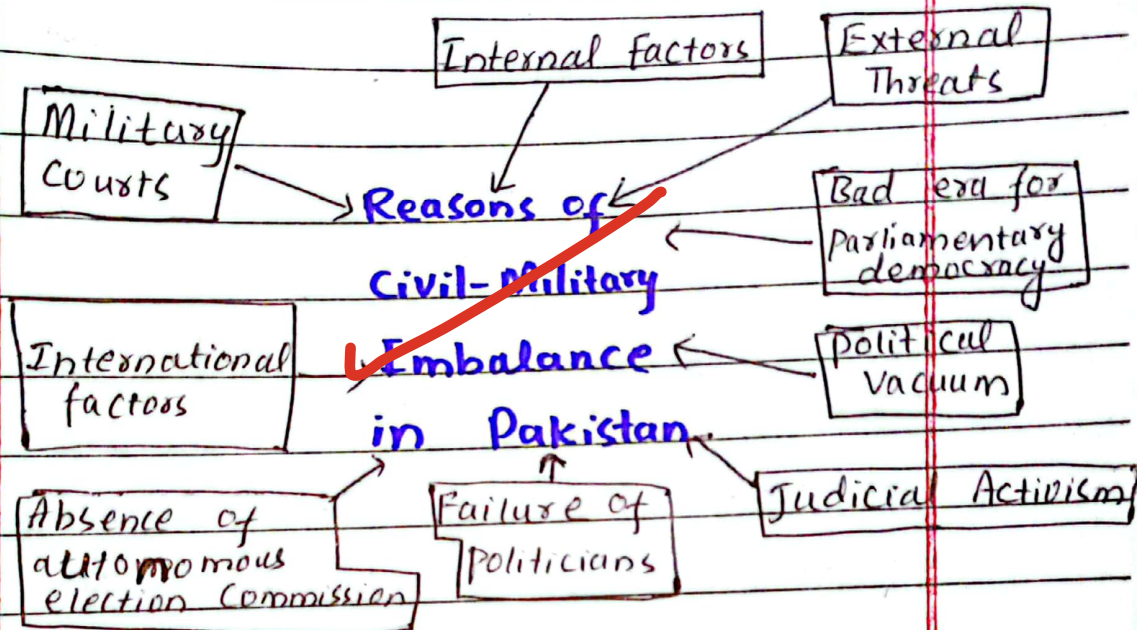 Internal factors
External
Threats
Military
Courts
Reasons of
Civil-Military
Imbalance
in Pakistan.
Bad era for
Parliamentary
democracy
International
factors
Political
Vacuum
Absence of
autonomous
election Commission
Failure of
Politicians
Judicial Activism